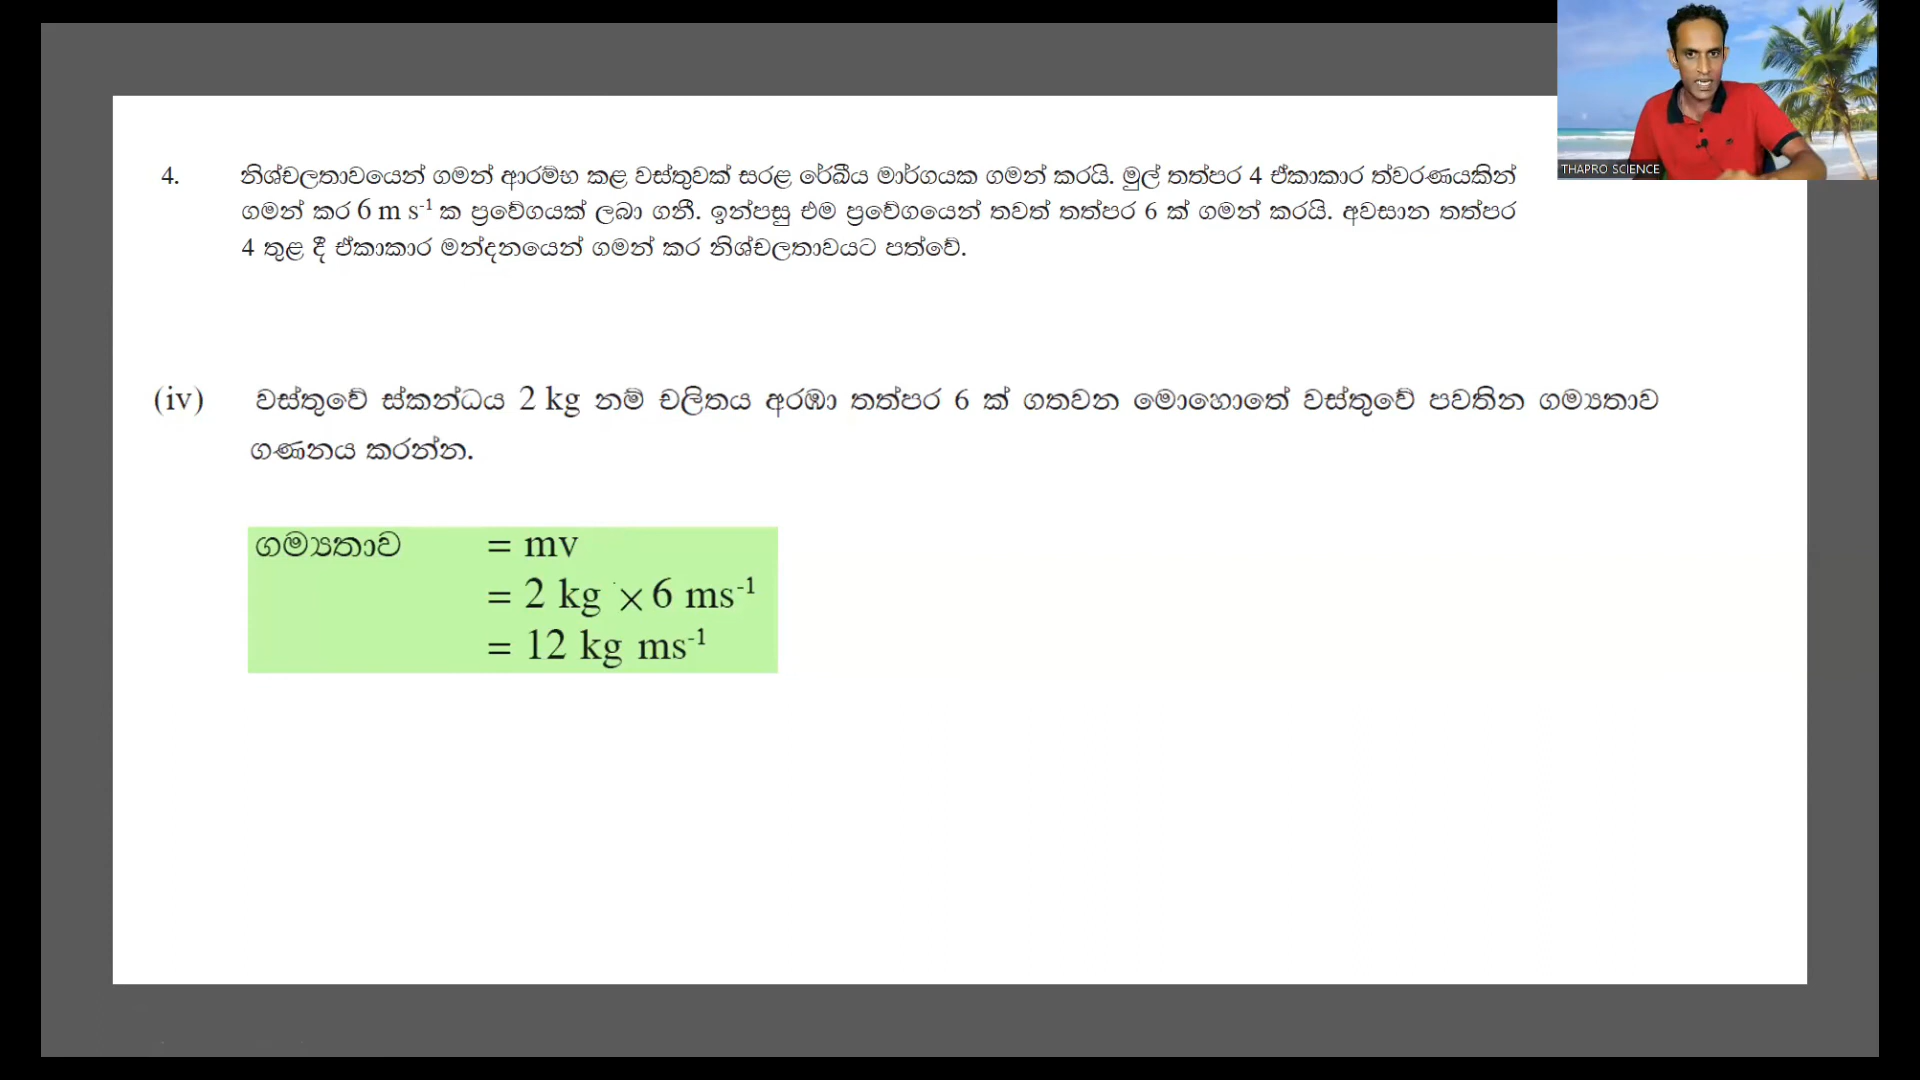 THAPRO SCIENCE
4. නිශ්චලතාවයෙන් ගමන් ආරම්භ කළ වස්තුවක් සරළ රේඛීය මාර්ගයක ගමන් කරයි. මුල් තත්පර 4 ඒකාකාර ත්වරණයකින්
ගමන් කර 6 m s⁻¹ ක ප්‍රවේගයක් ලබා ගනී. ඉන්පසු එම ප්‍රවේගයෙන් තවත් තත්පර 6 ක් ගමන් කරයි. අවසාන තත්පර
4 තුළ දී ඒකාකාර මන්දනයෙන් ගමන් කර නිශ්චලතාවයට පත්වේ.
(iv) වස්තුවේ ස්කන්ධය 2 kg නම් චලිතය අරඹා තත්පර 6 ක් ගතවන මොහොතේ වස්තුවේ පවතින ගම්‍යතාව
ගණනය කරන්න.
ගම්‍යතාව = mv
= 2 kg × 6 ms⁻¹
= 12 kg ms⁻¹